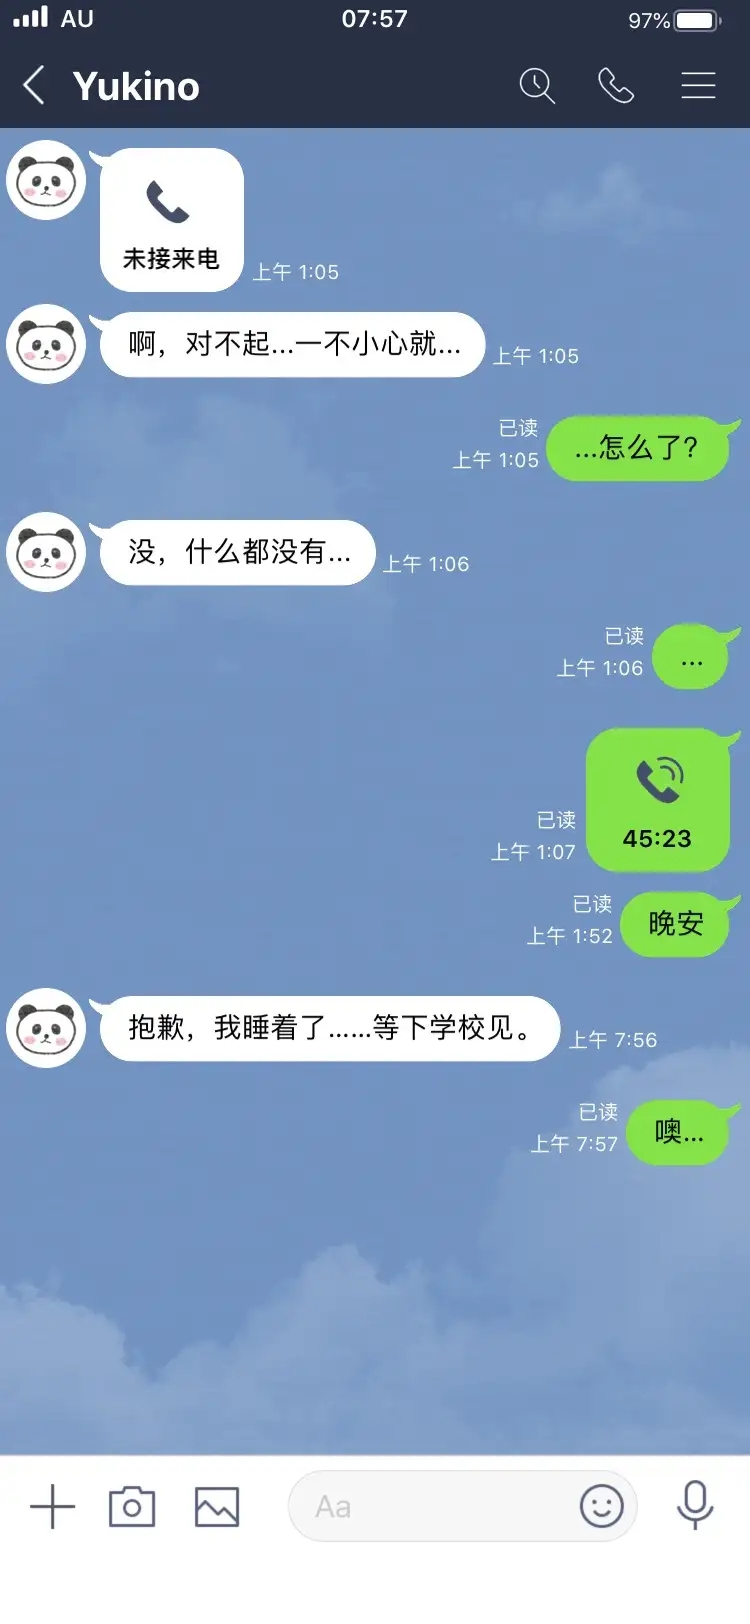 AU
07:57
97%
Yukino
未接来电
上午 1:05
啊，对不起...一不小心就...
上午 1:05
已读
上午 1:05
...怎么了?
没，什么都没有...
上午 1:06
已读
上午 1:06
...
已读
上午 1:07
45:23
已读
上午 1:52
晚安
抱歉，我睡着了......等下学校见。
上午 7:56
已读
上午 7:57
噢...
Aa